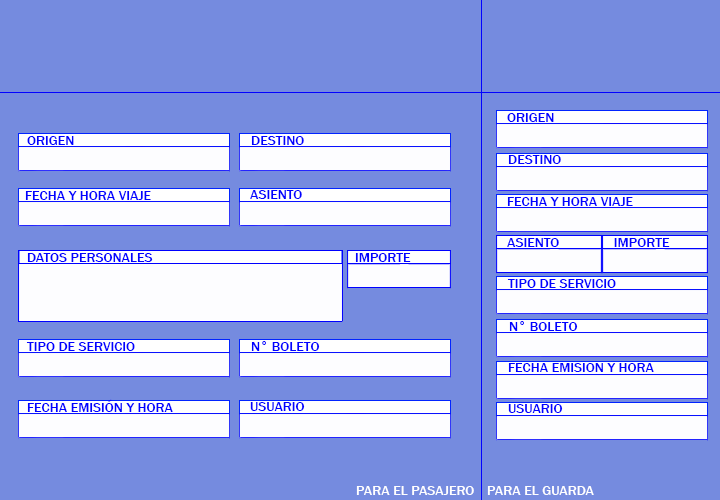 ORIGEN
DESTINO
FECHA Y HORA VIAJE
ASIENTO
DATOS PERSONALES
IMPORTE
TIPO DE SERVICIO
N° BOLETO
FECHA EMISIÓN Y HORA
USUARIO
PARA EL PASAJERO
ORIGEN
DESTINO
FECHA Y HORA VIAJE
ASIENTO
IMPORTE
TIPO DE SERVICIO
N° BOLETO
FECHA EMISION Y HORA
USUARIO
PARA EL GUARDA